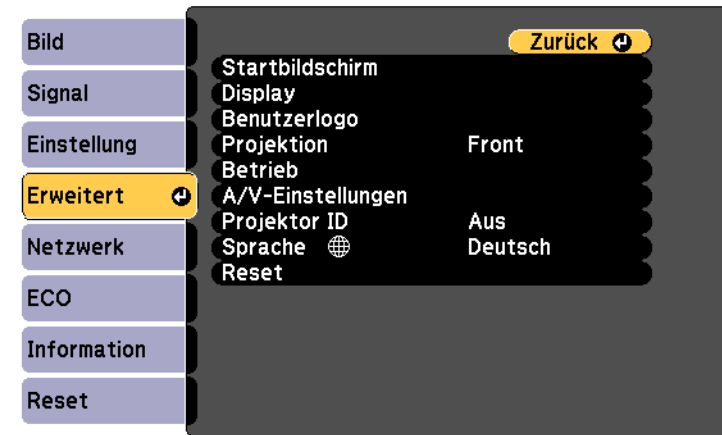 Bild
Signal
Einstellung
Erweitert
Netzwerk
ECO
Information
Reset
Zurück
Startbildschirm
Display
Benutzerlogo
Projektion Front
Betrieb
A/V-Einstellungen
Projektor ID Aus
Sprache Deutsch
Reset